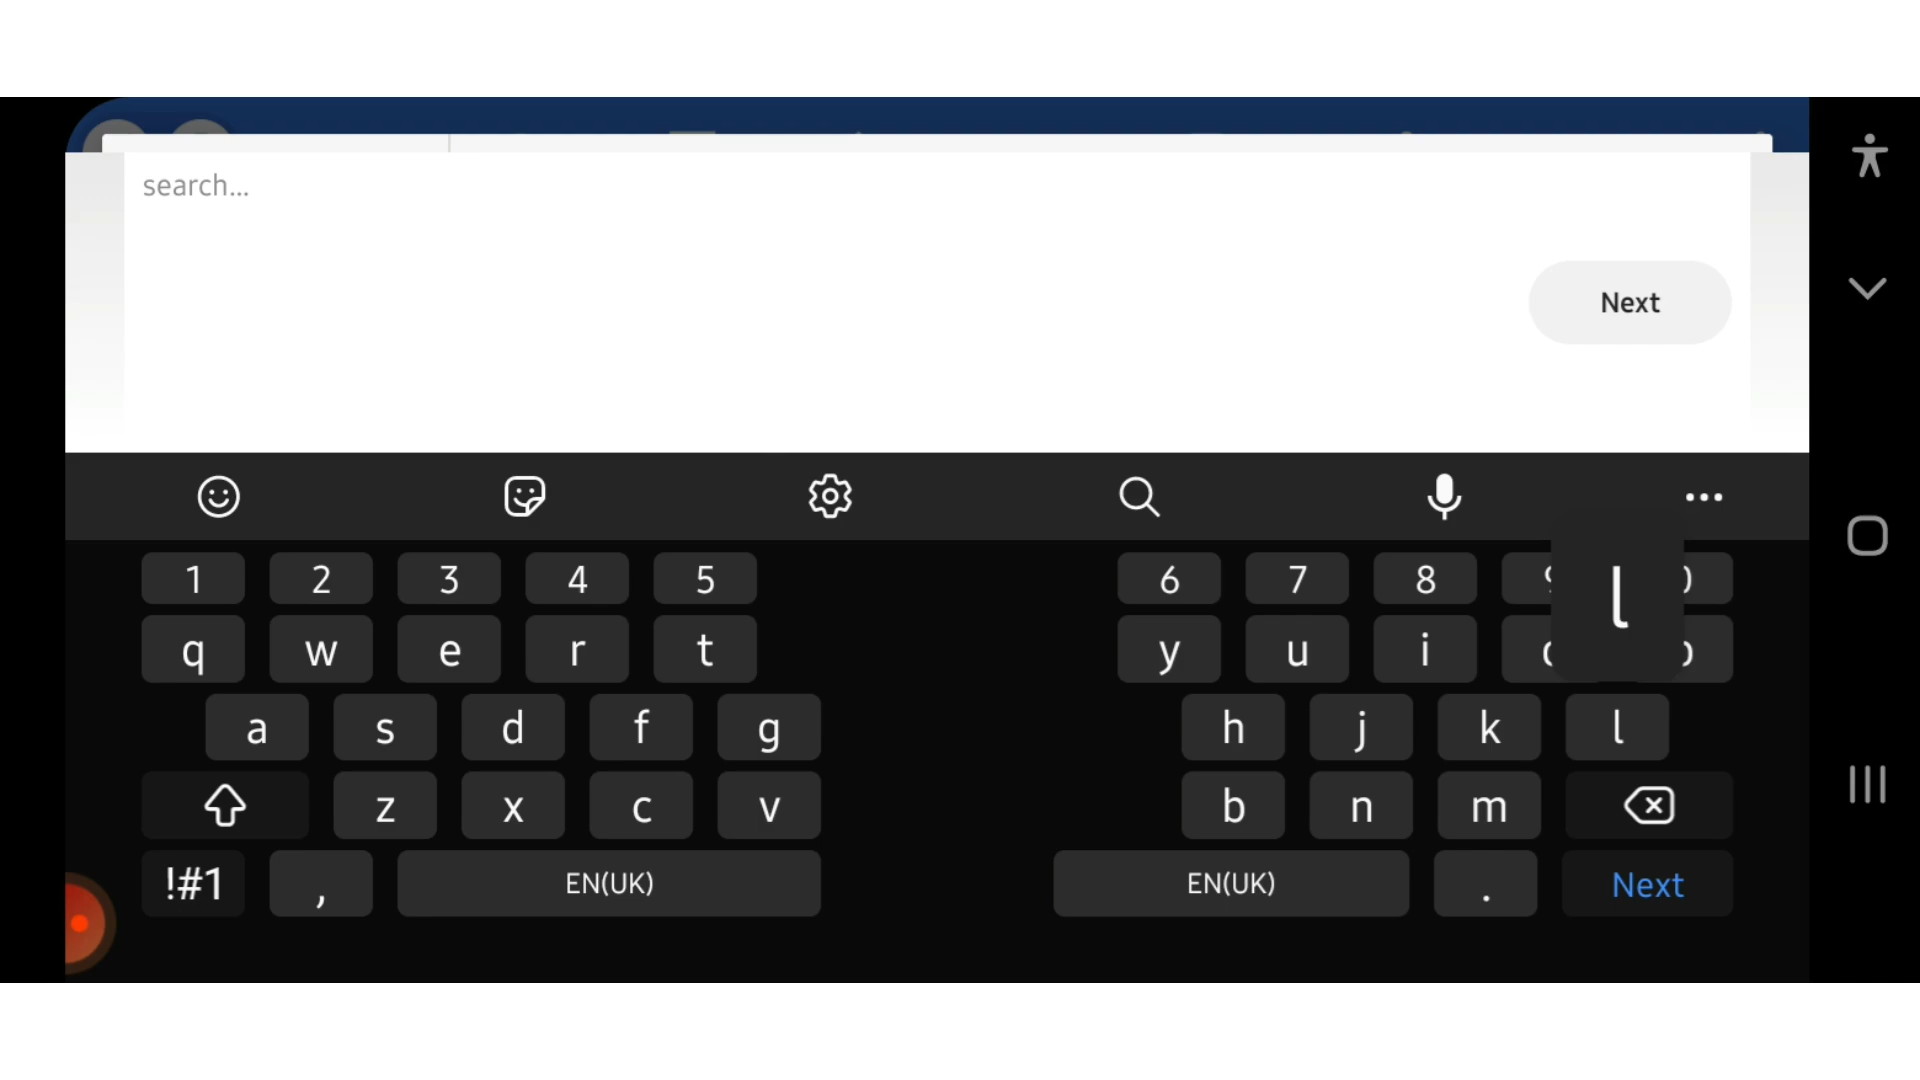 search...
Next
1 2 3 4 5 6 7 8
q w e r t y u i
l
a s d f g h j k l
z x c v b n m
!#1 , EN(UK) EN(UK) . Next